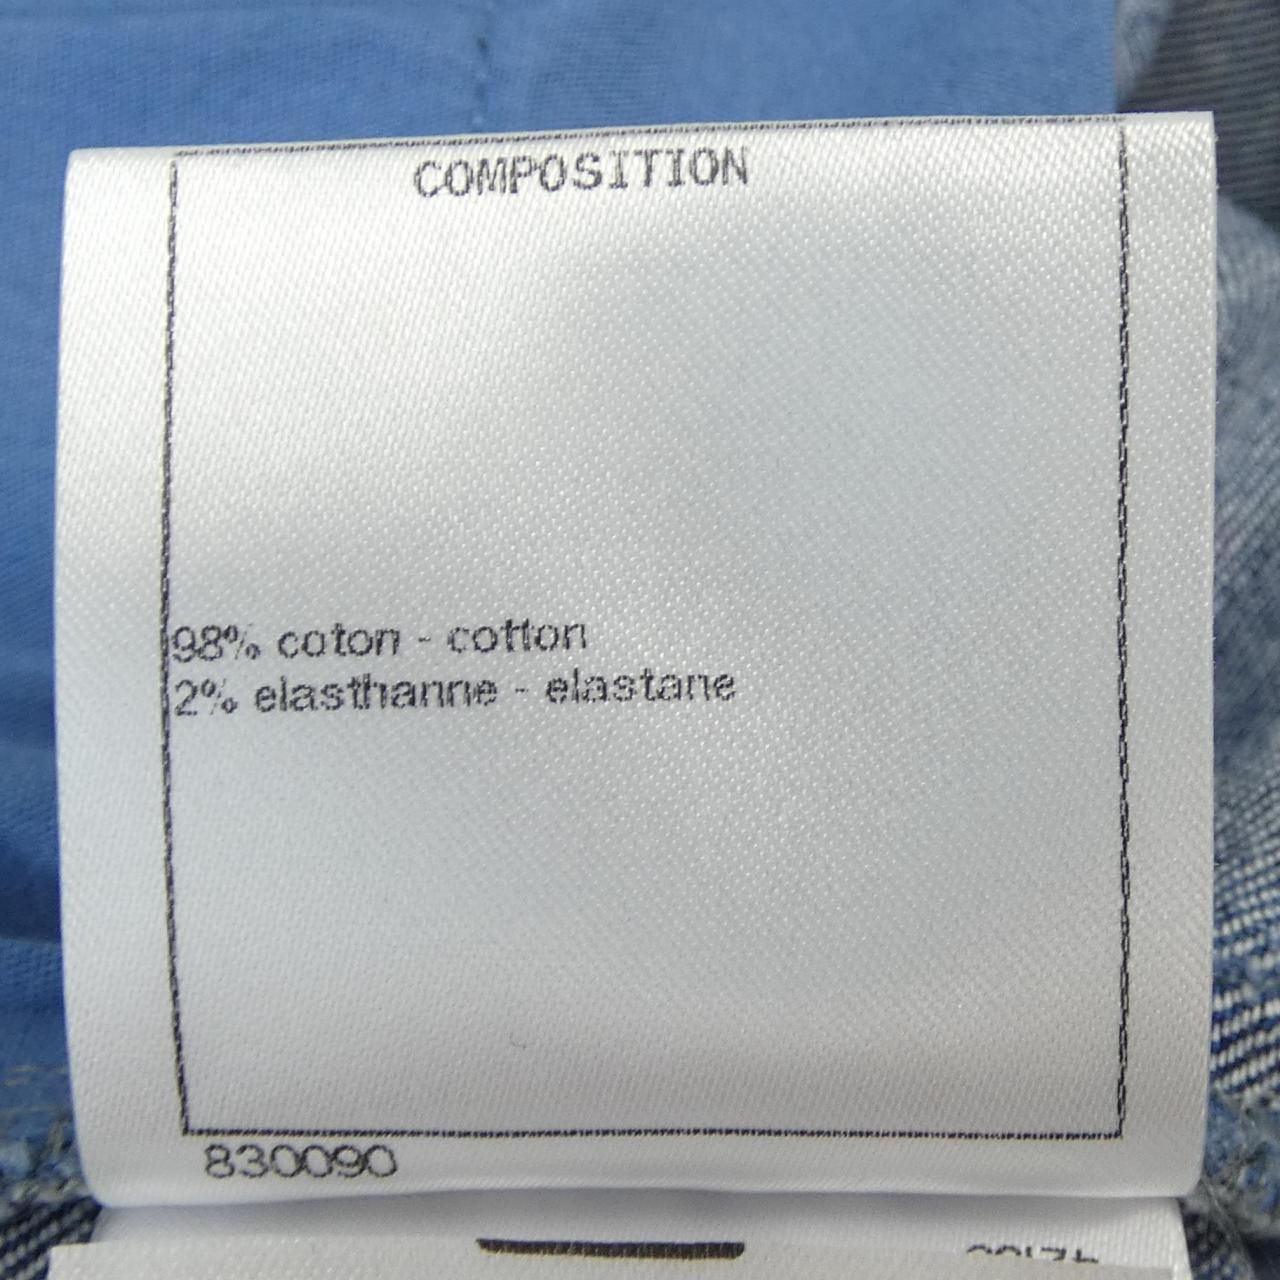 COMPOSITION
98% coton - cotton
2% elasthanne - elastane
830090